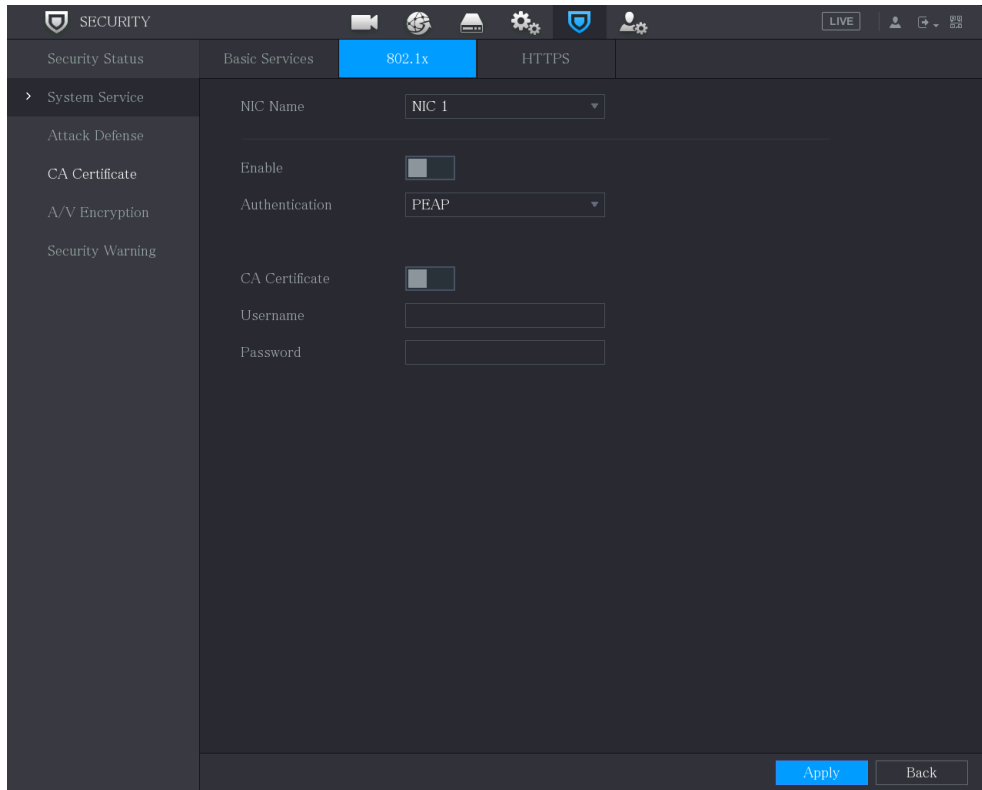 SECURITY
LIVE
Security Status
System Service
Attack Defense
CA Certificate
A/V Encryption
Security Warning
Basic Services
802.1x
HTTPS
NIC Name
NIC 1
Enable
Authentication
PEAP
CA Certificate
Username
Password
Apply
Back